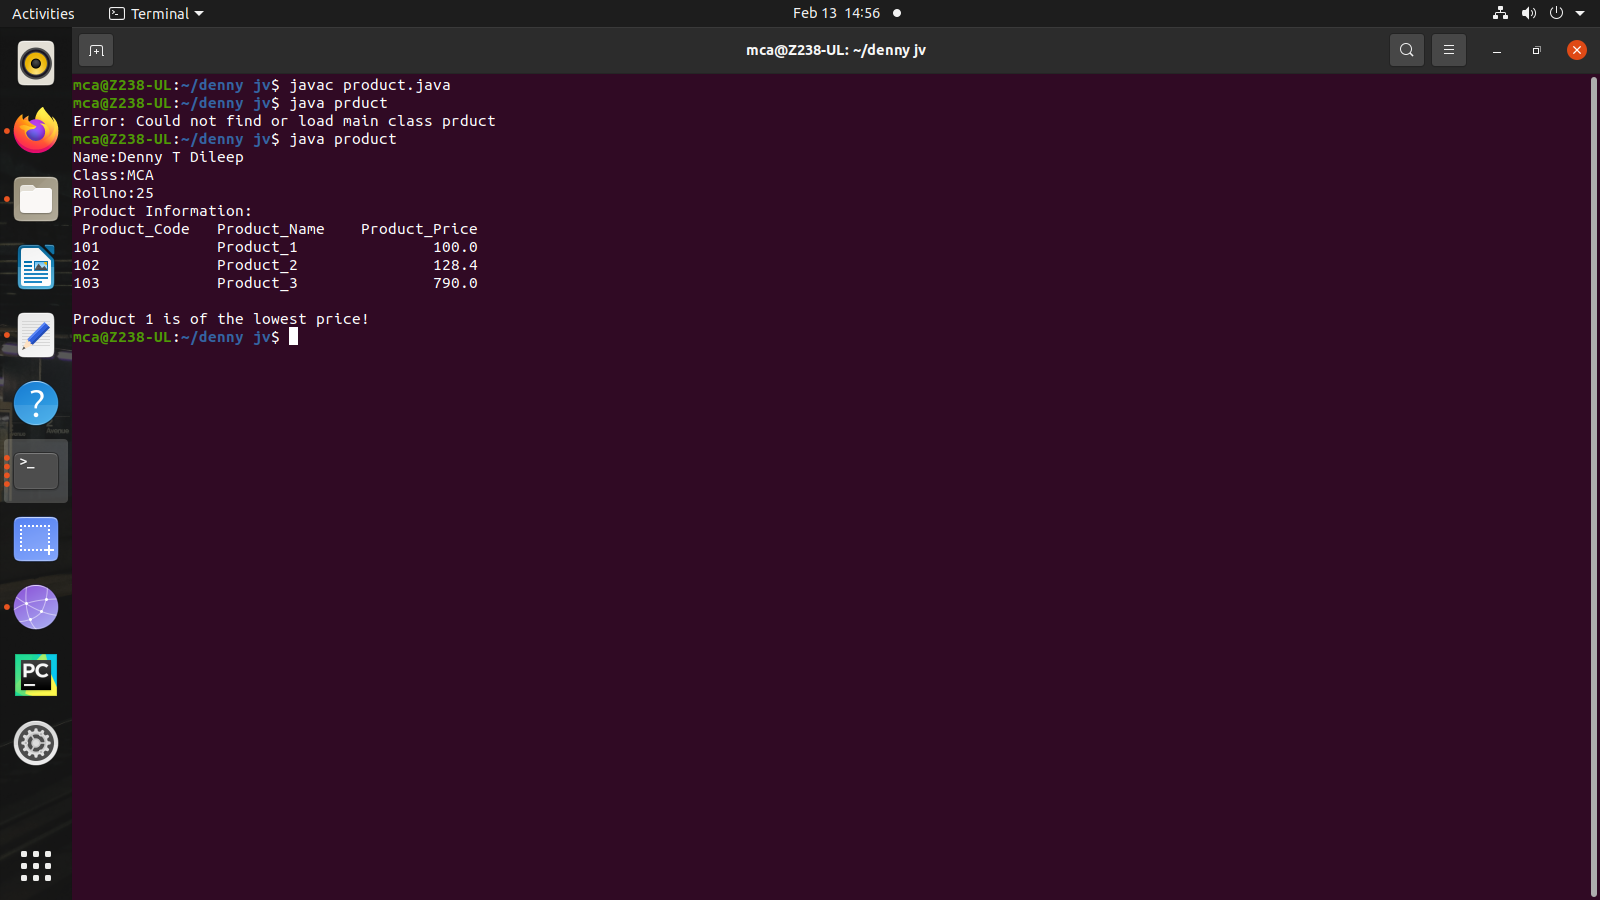 Activities Terminal Feb 13 14:56
mca@Z238-UL: ~/denny jv
mca@Z238-UL:~/denny jv$ javac product.java
mca@Z238-UL:~/denny jv$ java prduct
Error: Could not find or load main class prduct
mca@Z238-UL:~/denny jv$ java product
Name:Denny T Dileep
Class:MCA
Rollno:25
Product Information:
 Product_Code   Product_Name    Product_Price
101             Product_1               100.0
102             Product_2               128.4
103             Product_3               790.0
Product 1 is of the lowest price!
mca@Z238-UL:~/denny jv$
?
>_
PC